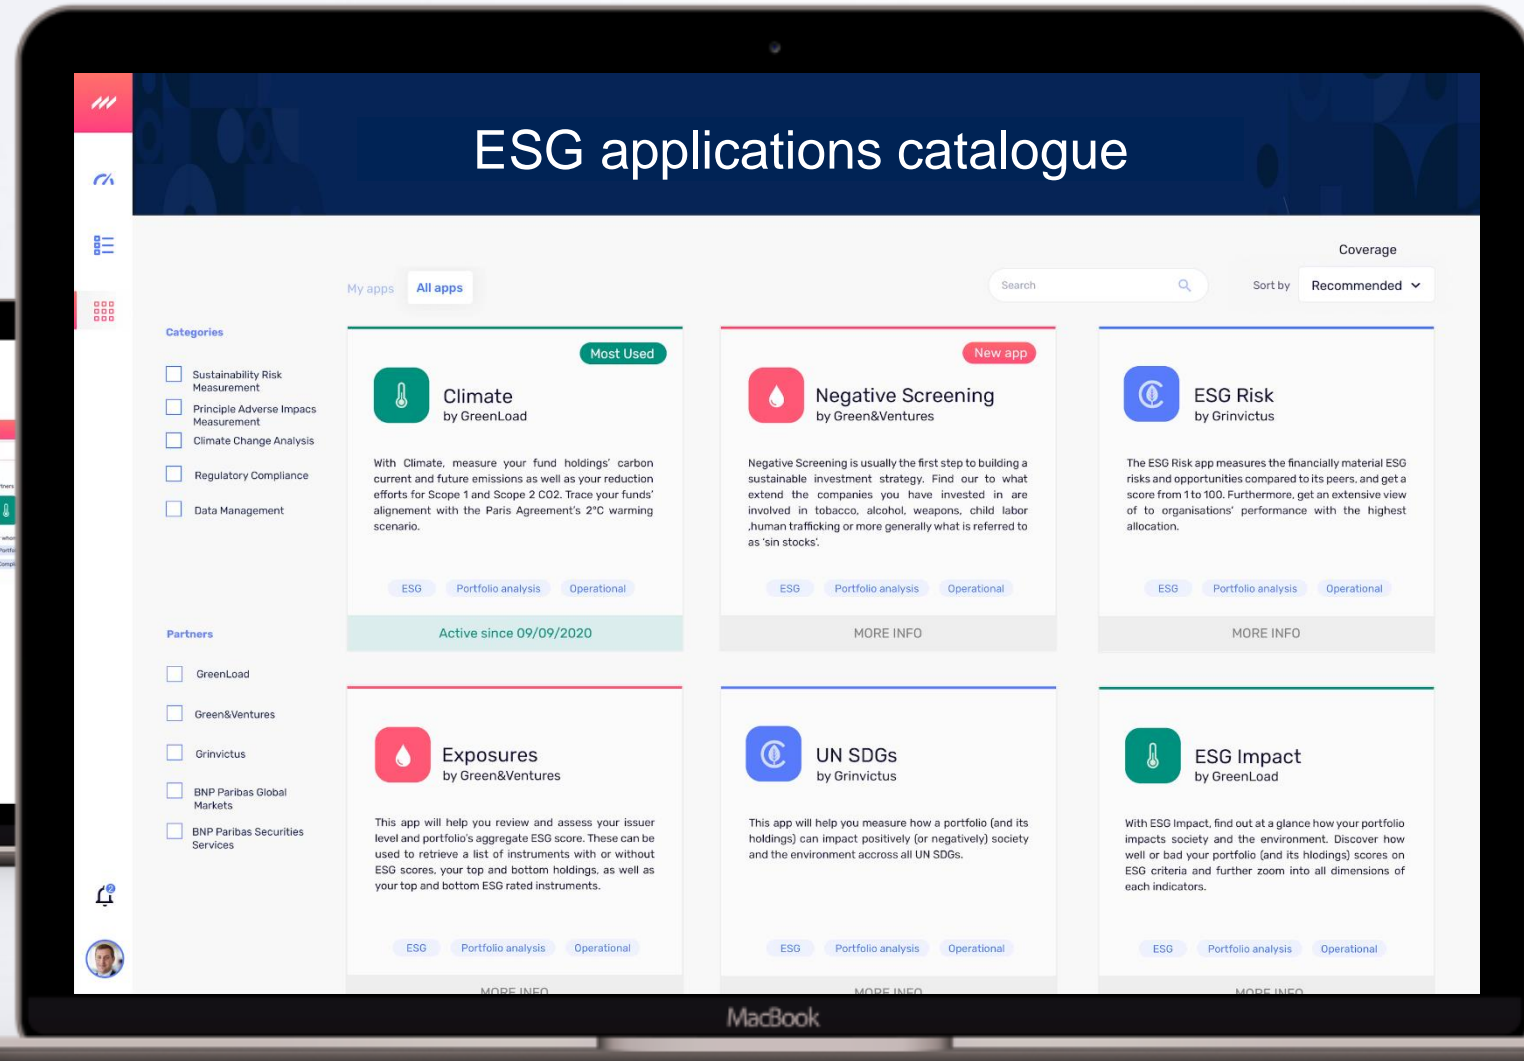 ESG applications catalogue
Coverage
My apps
All apps
Search
Sort by
Recommended
Categories
Sustainability Risk
Measurement
Principle Adverse Impacs
Measurement
Climate Change Analysis
Regulatory Compliance
Data Management
Partners
GreenLoad
Green&Ventures
Grinvictus
BNP Paribas Global
Markets
BNP Paribas Securities
Services
2
Most Used
Climate
by GreenLoad
With Climate, measure your fund holdings' carbon
current and future emissions as well as your reduction
efforts for Scope 1 and Scope 2 CO2. Trace your funds'
alignement with the Paris Agreement's 2°C warming
scenario.
ESG
Portfolio analysis
Operational
Active since 09/09/2020
New app
Negative Screening
by Green&Ventures
Negative Screening is usually the first step to building a
sustainable investment strategy. Find our to what
extend the companies you have invested in are
involved in tobacco, alcohol, weapons, child labor
,human trafficking or more generally what is referred to
as 'sin stocks'.
ESG
Portfolio analysis
Operational
MORE INFO
ESG Risk
by Grinvictus
The ESG Risk app measures the financially material ESG
risks and opportunities compared to its peers, and get a
score from 1 to 100. Furthermore, get an extensive view
of to organisations' performance with the highest
allocation.
ESG
Portfolio analysis
Operational
MORE INFO
Exposures
by Green&Ventures
This app will help you review and assess your issuer
level and portfolio's aggregate ESG score. These can be
used to retrieve a list of instruments with or without
ESG scores, your top and bottom holdings, as well as
your top and bottom ESG rated instruments.
ESG
Portfolio analysis
Operational
MORE INFO
UN SDGs
by Grinvictus
This app will help you measure how a portfolio (and its
holdings) can impact positively (or negatively) society
and the environment accross all UN SDGs.
ESG
Portfolio analysis
Operational
MORE INFO
ESG Impact
by GreenLoad
With ESG Impact, find out at a glance how your portfolio
impacts society and the environment. Discover how
well or bad your portfolio (and its hlodings) scores on
ESG criteria and further zoom into all dimensions of
each indicators.
ESG
Portfolio analysis
Operational
MORE INFO
MacBook